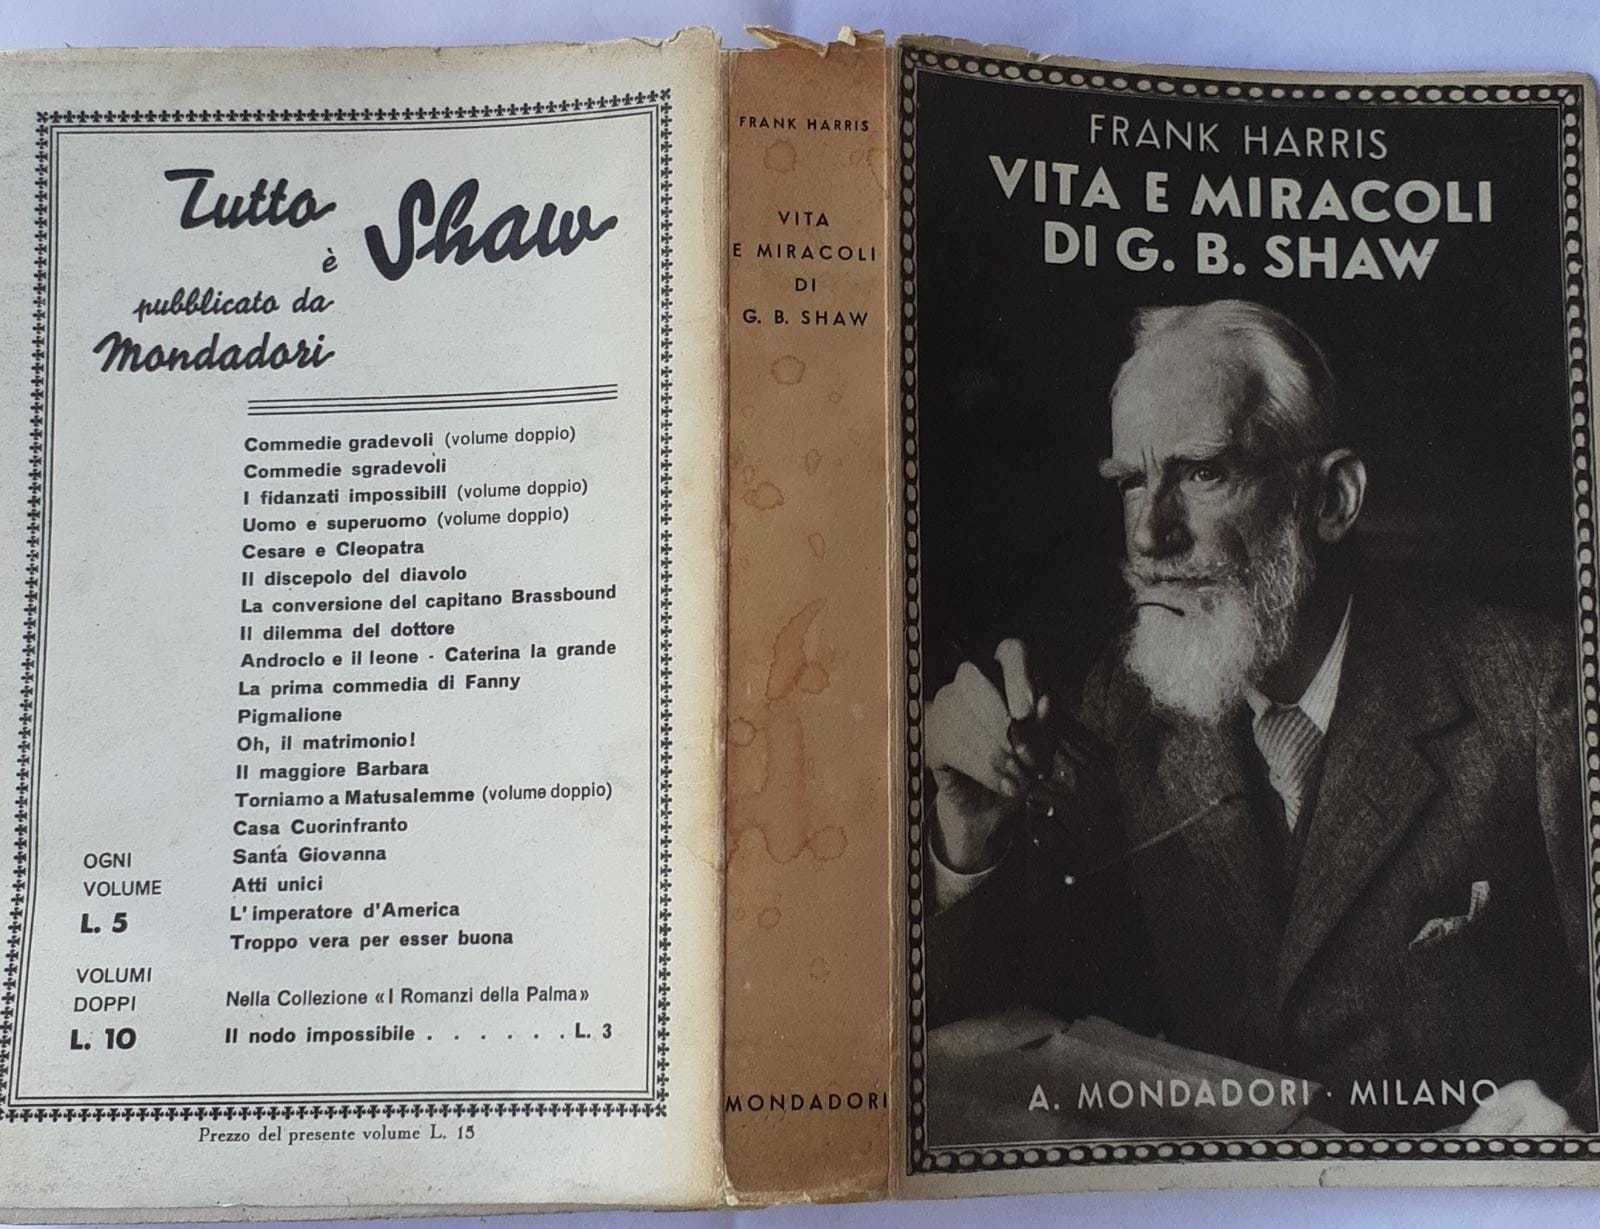 Tutto
è Shaw
pubblicato da
Mondadori
Commedie gradevoli (volume doppio)
Commedie sgradevoli
I fidanzati impossibili (volume doppio)
Uomo e superuomo (volume doppio)
Cesare e Cleopatra
Il discepolo del diavolo
La conversione del capitano Brassbound
Il dilemma del dottore
Androclo e il leone - Caterina la grande
La prima commedia di Fanny
Pigmalione
Oh, il matrimonio!
Il maggiore Barbara
Torniamo a Matusalemme (volume doppio)
Casa Cuorinfranto
Santa Giovanna
Atti unici
L'imperatore d'America
Troppo vera per esser buona
OGNI
VOLUME
L. 5
VOLUMI
DOPPI
L. 10
Nella Collezione «I Romanzi della Palma»
Il nodo impossibile . . . . . . L. 3
Prezzo del presente volume L. 15
FRANK HARRIS
VITA
E MIRACOLI
DI
G. B. SHAW
MONDADORI
FRANK HARRIS
VITA E MIRACOLI
DI G. B. SHAW
A. MONDADORI · MILANO